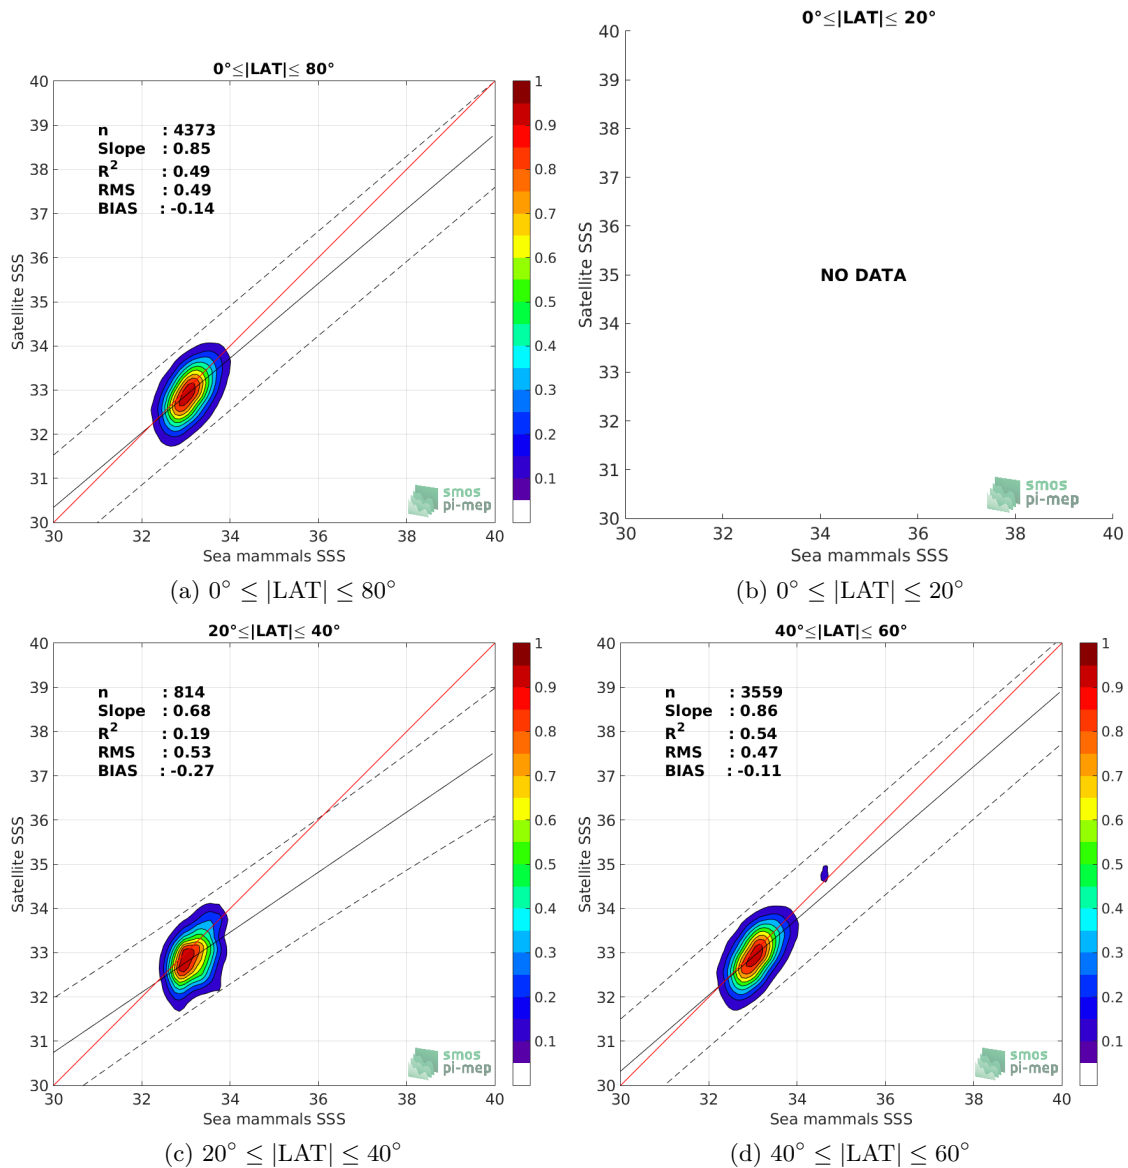 0°≤|LAT|≤ 80°
40
39
38
37
36
35
34
33
32
31
30
Satellite SSS
n : 4373
Slope : 0.85
R² : 0.49
RMS : 0.49
BIAS : -0.14
smos
pi-mep
30 32 34 36 38 40
Sea mammals SSS
1
0.9
0.8
0.7
0.6
0.5
0.4
0.3
0.2
0.1
(a) 0° ≤ |LAT| ≤ 80°
0°≤|LAT|≤ 20°
40
39
38
37
36
35
34
33
32
31
30
Satellite SSS
NO DATA
smos
pi-mep
30 32 34 36 38 40
Sea mammals SSS
(b) 0° ≤ |LAT| ≤ 20°
20°≤|LAT|≤ 40°
40
39
38
37
36
35
34
33
32
31
30
Satellite SSS
n : 814
Slope : 0.68
R² : 0.19
RMS : 0.53
BIAS : -0.27
smos
pi-mep
30 32 34 36 38 40
Sea mammals SSS
1
0.9
0.8
0.7
0.6
0.5
0.4
0.3
0.2
0.1
(c) 20° ≤ |LAT| ≤ 40°
40°≤|LAT|≤ 60°
40
39
38
37
36
35
34
33
32
31
30
Satellite SSS
n : 3559
Slope : 0.86
R² : 0.54
RMS : 0.47
BIAS : -0.11
smos
pi-mep
30 32 34 36 38 40
Sea mammals SSS
1
0.9
0.8
0.7
0.6
0.5
0.4
0.3
0.2
0.1
(d) 40° ≤ |LAT| ≤ 60°